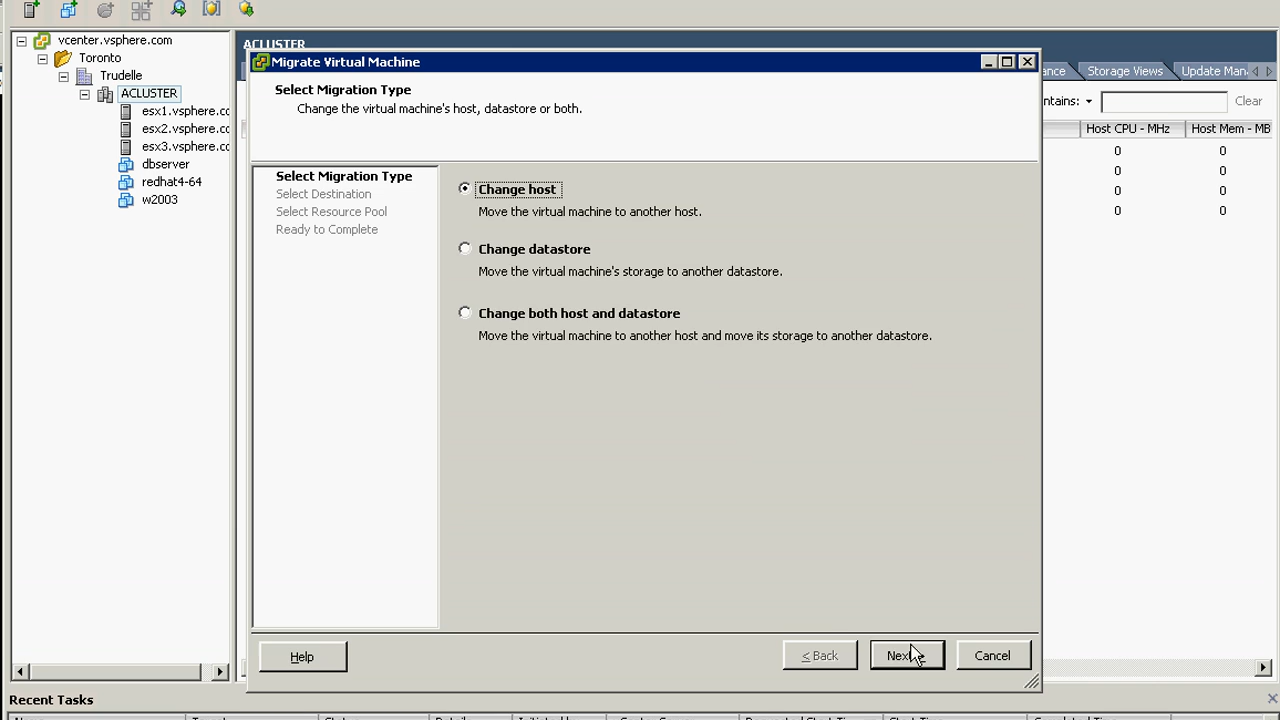 vcenter.vsphere.com
Toronto
Trudelle
ACLUSTER
esx1.vsphere.co
esx2.vsphere.co
esx3.vsphere.co
dbserver
redhat4-64
w2003
ACLUSTER
Migrate Virtual Machine
Select Migration Type
Change the virtual machine's host, datastore or both.
Select Migration Type
Select Destination
Select Resource Pool
Ready to Complete
Change host
Move the virtual machine to another host.
Change datastore
Move the virtual machine's storage to another datastore.
Change both host and datastore
Move the virtual machine to another host and move its storage to another datastore.
Help
< Back
Next
Cancel
ance
Storage Views
Update Man
ntains:
Clear
Host CPU - MHz
Host Mem - MB
0 0
0 0
0 0
0 0
Recent Tasks